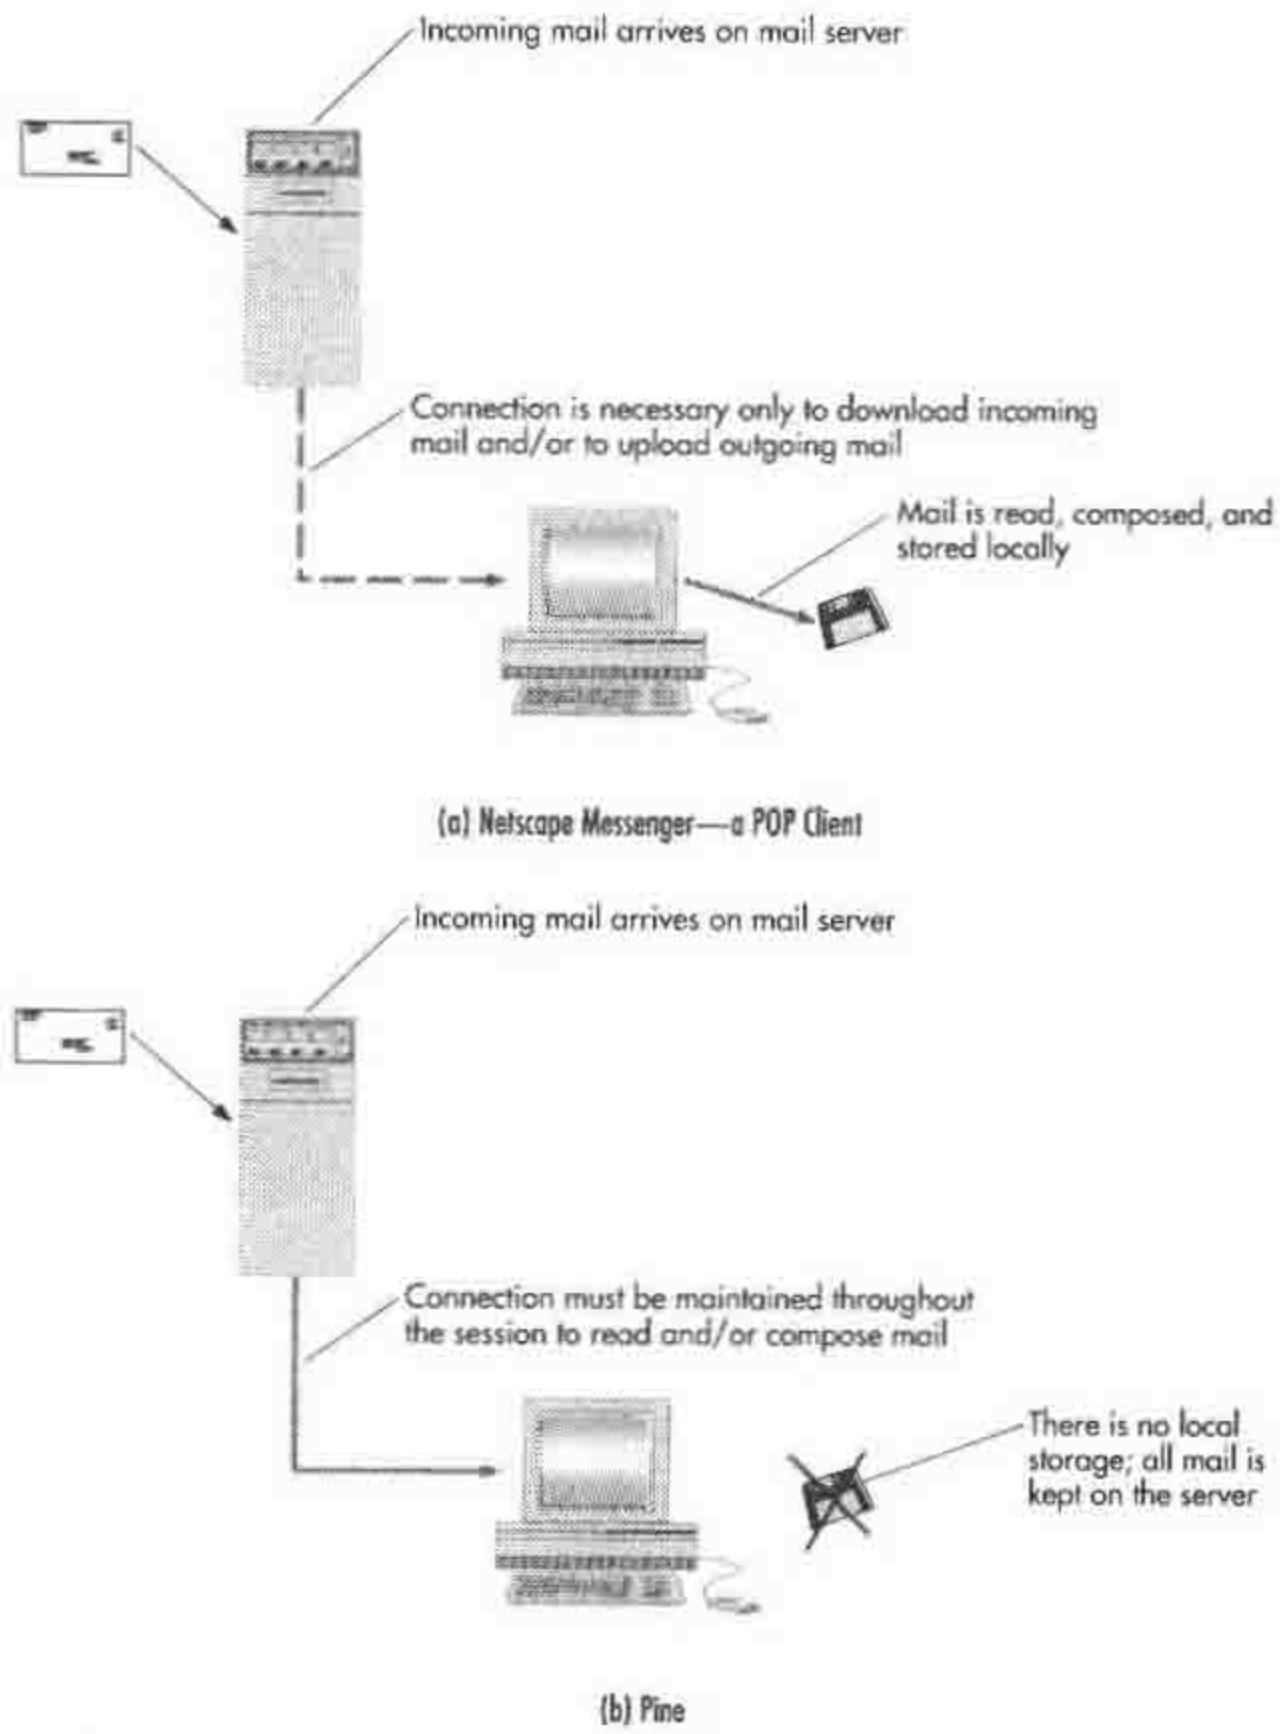 Incoming mail arrives on mail server
Connection is necessary only to download incoming
mail and/or to upload outgoing mail
Mail is read, composed, and
stored locally
(a) Netscape Messenger—a POP Client
Incoming mail arrives on mail server
Connection must be maintained throughout
the session to read and/or compose mail
There is no local
storage; all mail is
kept on the server
(b) Pine